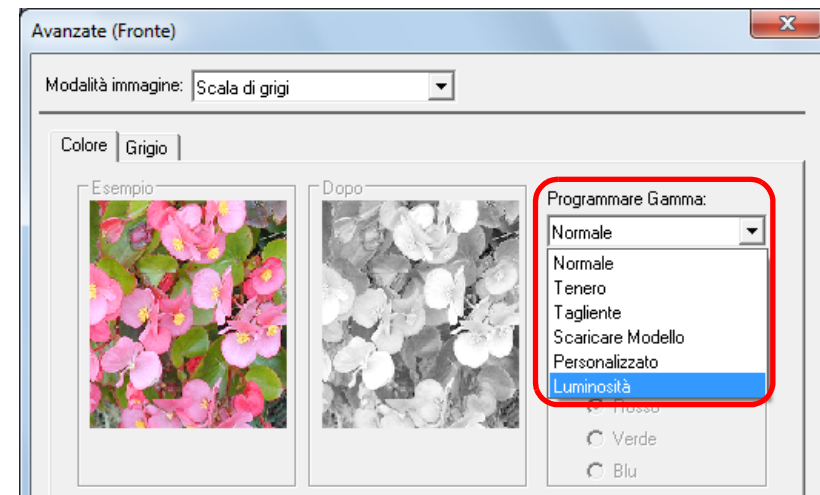 Avanzate (Fronte)
X
Modalità immagine: Scala di grigi
Colore Grigio
Esempio
Dopo
Programmare Gamma:
Normale
Normale
Tenero
Tagliente
Scaricare Modello
Personalizzato
Luminosità
Rosso
Verde
Blu